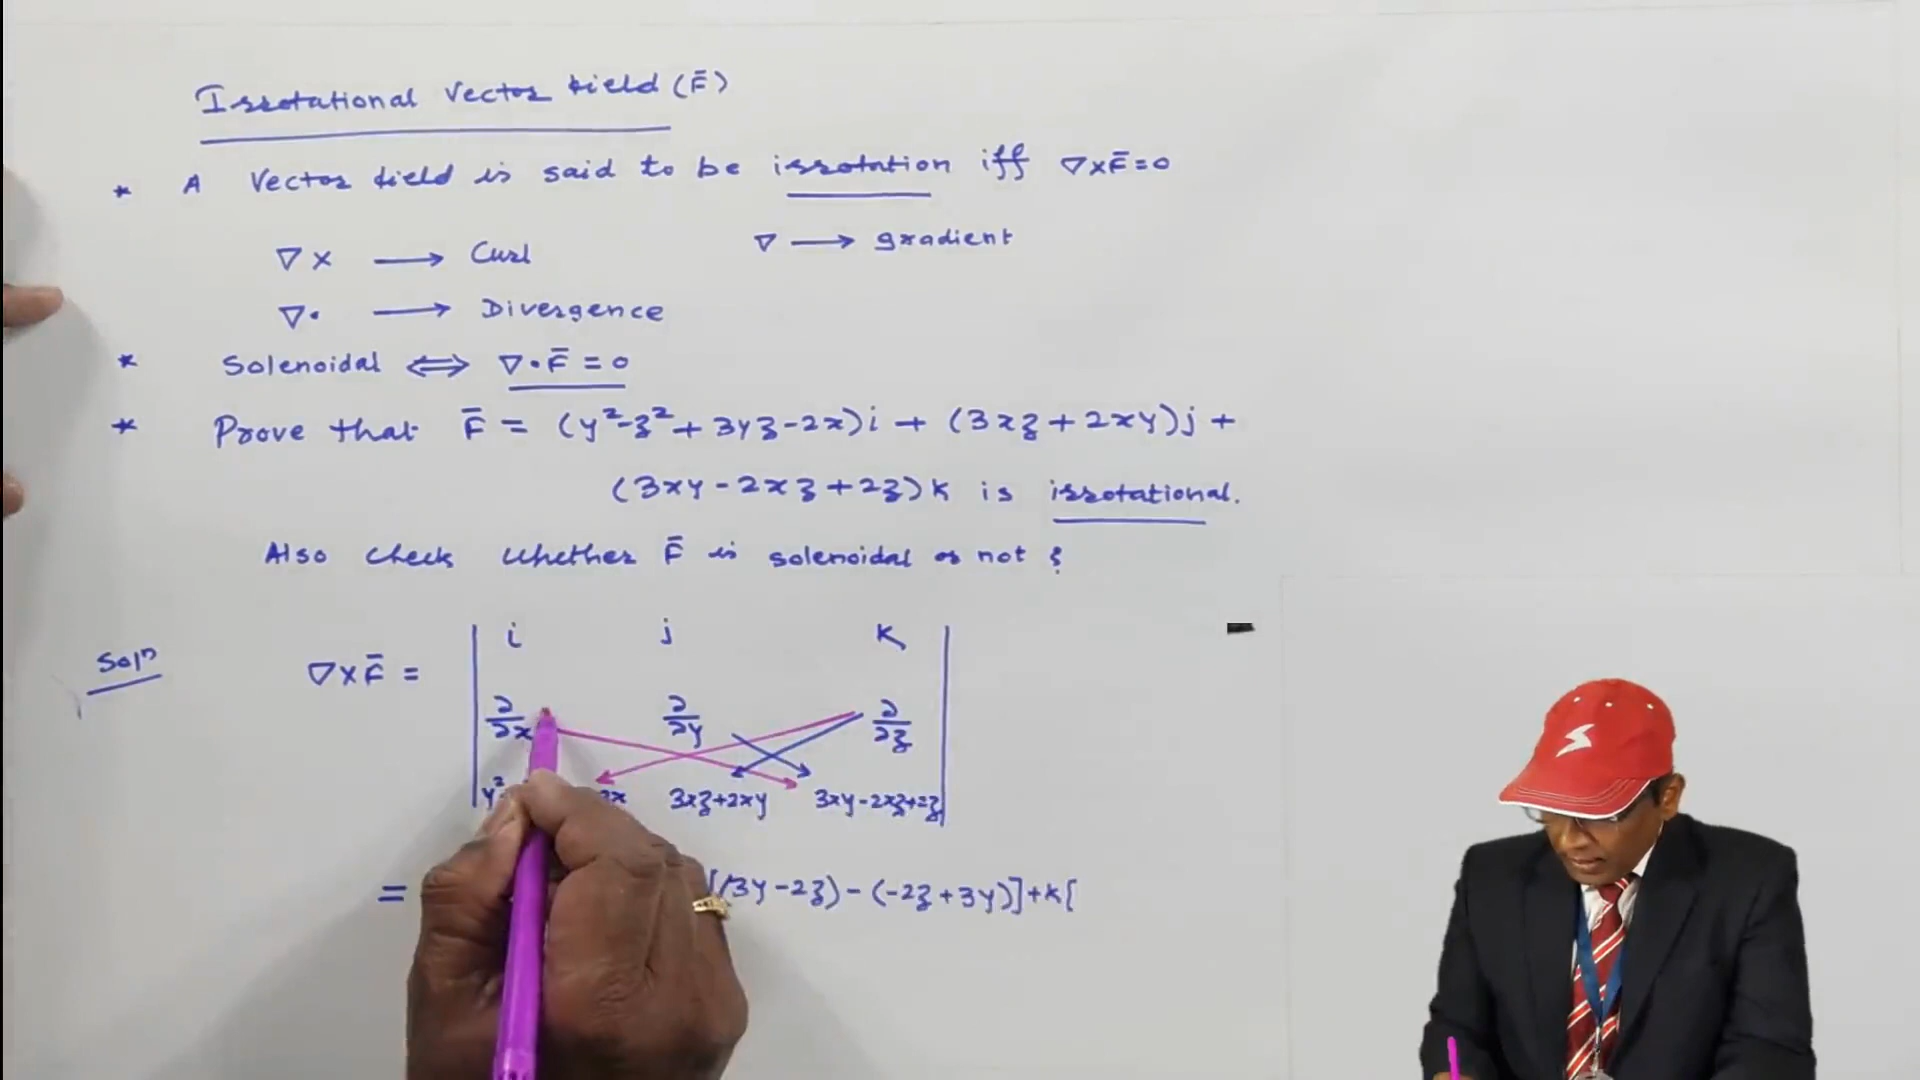 Irrotational Vector field (F̄)
* A Vector field is said to be irrotation iff ∇×F̄=0
∇× → Curl ∇ → gradient
∇• → Divergence
* Solenoidal ⟺ ∇•F̄ = 0
* Prove that F̄ = (y²-z²+3yz-2x)i + (3xz+2xy)j +
(3xy-2xz+2z)k is irrotational.
Also check whether F̄ is solenoidal or not ?
Solⁿ ∇×F̄ =
i j k
∂/∂x ∂/∂y ∂/∂z
y² 3xz+2xy 3xy-2xz+2z
= [(3y-2z)-(-2z+3y)]+k[